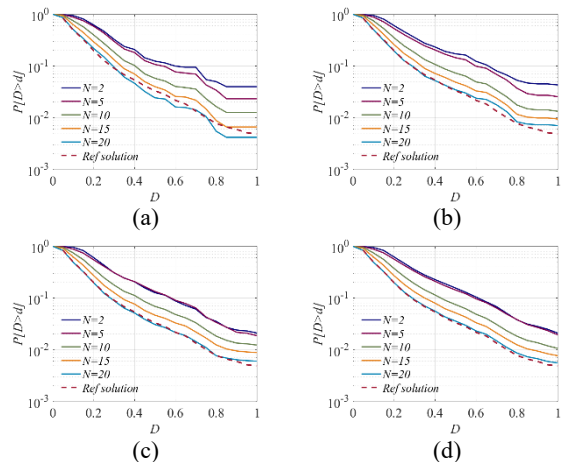 10^0
10^-1
10^-2
10^-3
P[D>d]
N=2
N=5
N=10
N=15
N=20
Ref solution
0 0.2 0.4 0.6 0.8 1
D
(a)
10^0
10^-1
10^-2
10^-3
P[D>d]
N=2
N=5
N=10
N=15
N=20
Ref solution
0 0.2 0.4 0.6 0.8 1
D
(b)
10^0
10^-1
10^-2
10^-3
P[D>d]
N=2
N=5
N=10
N=15
N=20
Ref solution
0 0.2 0.4 0.6 0.8 1
D
(c)
10^0
10^-1
10^-2
10^-3
P[D>d]
N=2
N=5
N=10
N=15
N=20
Ref solution
0 0.2 0.4 0.6 0.8 1
D
(d)